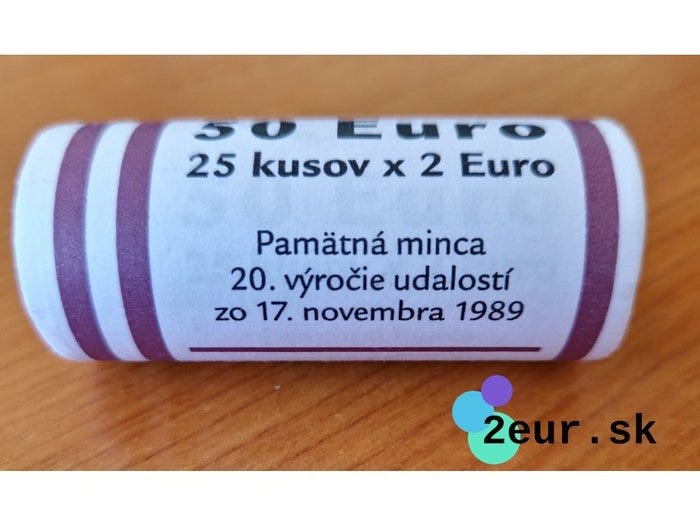 50 Euro
25 kusov x 2 Euro
Pamätná minca
20. výročie udalostí
zo 17. novembra 1989
2eur.sk